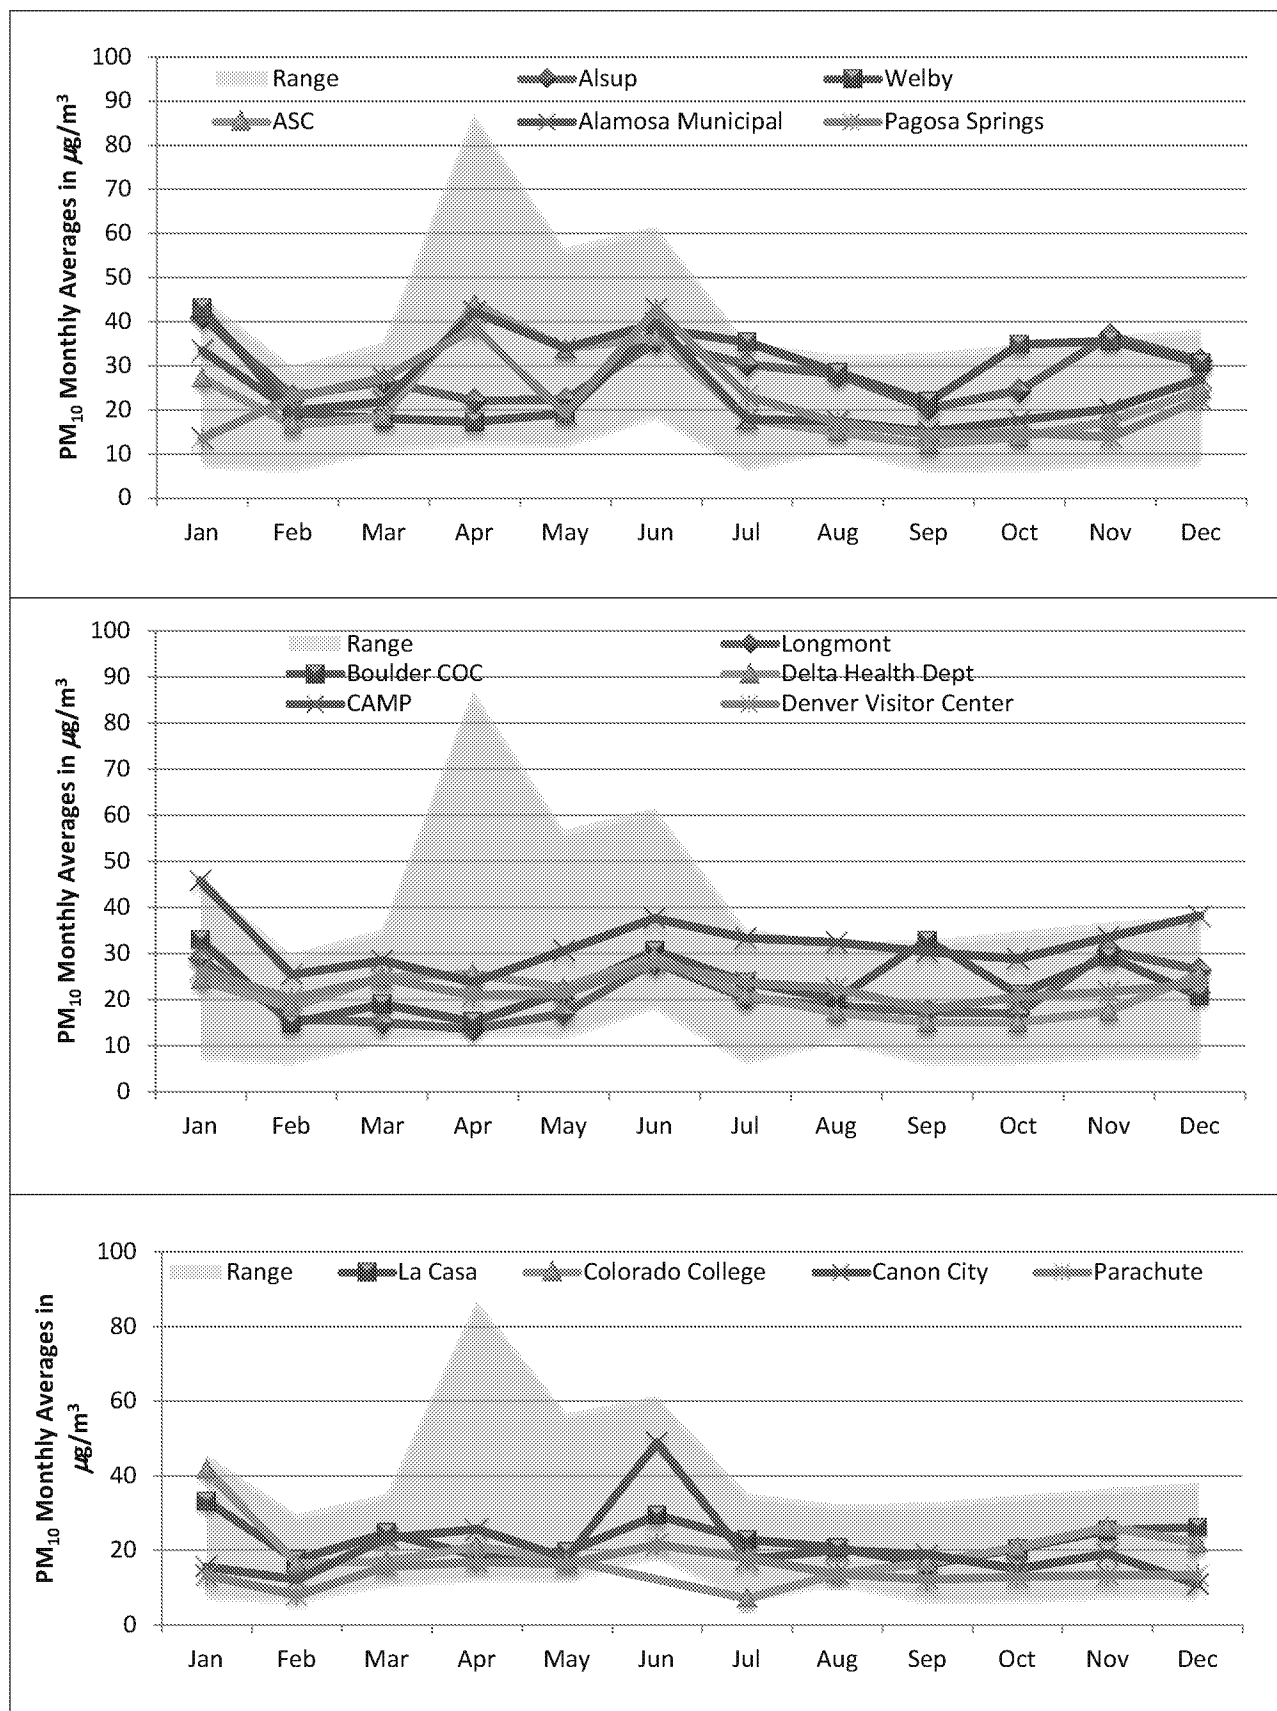 100
90
80
70
60
50
40
30
20
10
0
PM10 Monthly Averages in µg/m³
Range Alsup Welby
ASC Alamosa Municipal Pagosa Springs
Jan Feb Mar Apr May Jun Jul Aug Sep Oct Nov Dec
100
90
80
70
60
50
40
30
20
10
0
PM10 Monthly Averages in µg/m³
Range Longmont
Boulder COC Delta Health Dept
CAMP Denver Visitor Center
Jan Feb Mar Apr May Jun Jul Aug Sep Oct Nov Dec
100
80
60
40
20
0
PM10 Monthly Averages in
µg/m³
Range La Casa Colorado College Canon City Parachute
Jan Feb Mar Apr May Jun Jul Aug Sep Oct Nov Dec